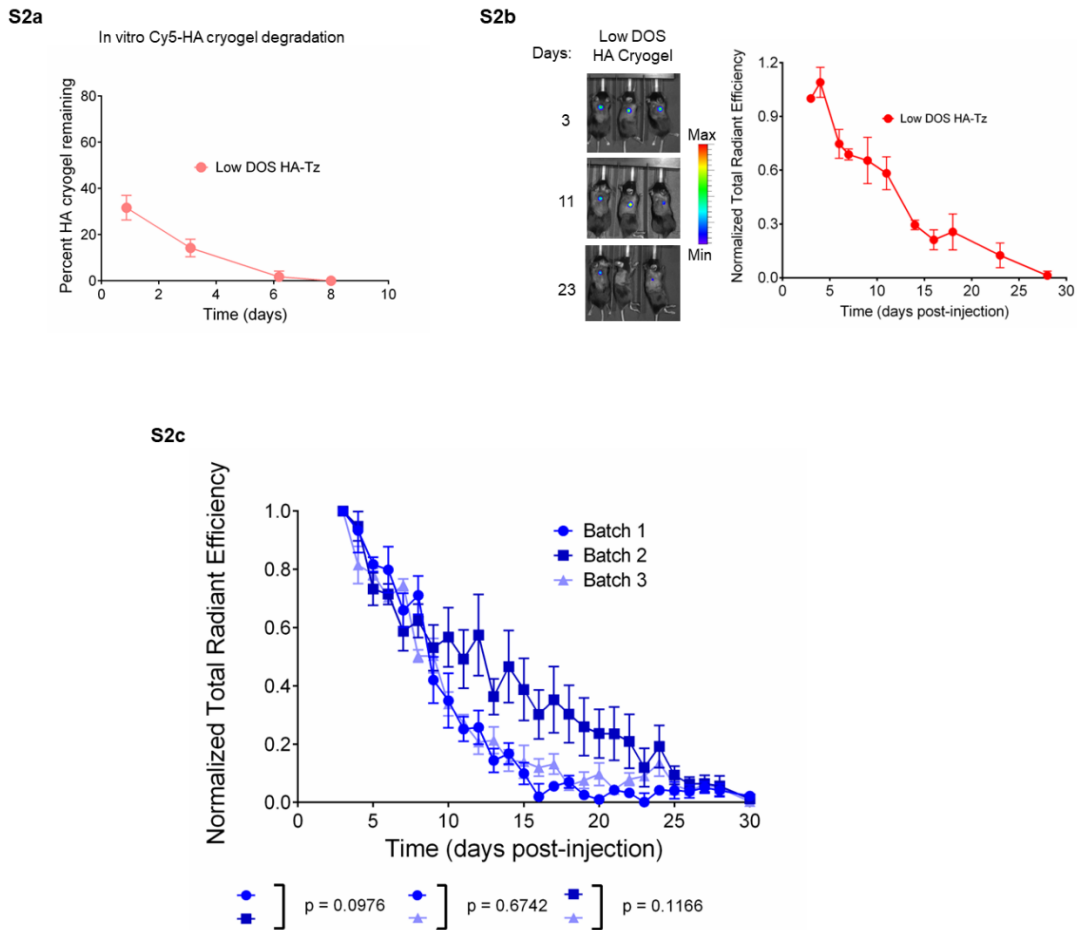 S2a
In vitro Cy5-HA cryogel degradation
Percent HA cryogel remaining
80
60
40
20
0
Low DOS HA-Tz
0 2 4 6 8 10
Time (days)
S2b
Days:
Low DOS
HA Cryogel
3
11
23
Max
Min
Normalized Total Radiant Efficiency
1.2
0.9
0.6
0.3
0.0
Low DOS HA-Tz
0 5 10 15 20 25 30
Time (days post-injection)
S2c
Normalized Total Radiant Efficiency
1.0
0.8
0.6
0.4
0.2
0.0
Batch 1
Batch 2
Batch 3
0 5 10 15 20 25 30
Time (days post-injection)
p = 0.0976
p = 0.6742
p = 0.1166